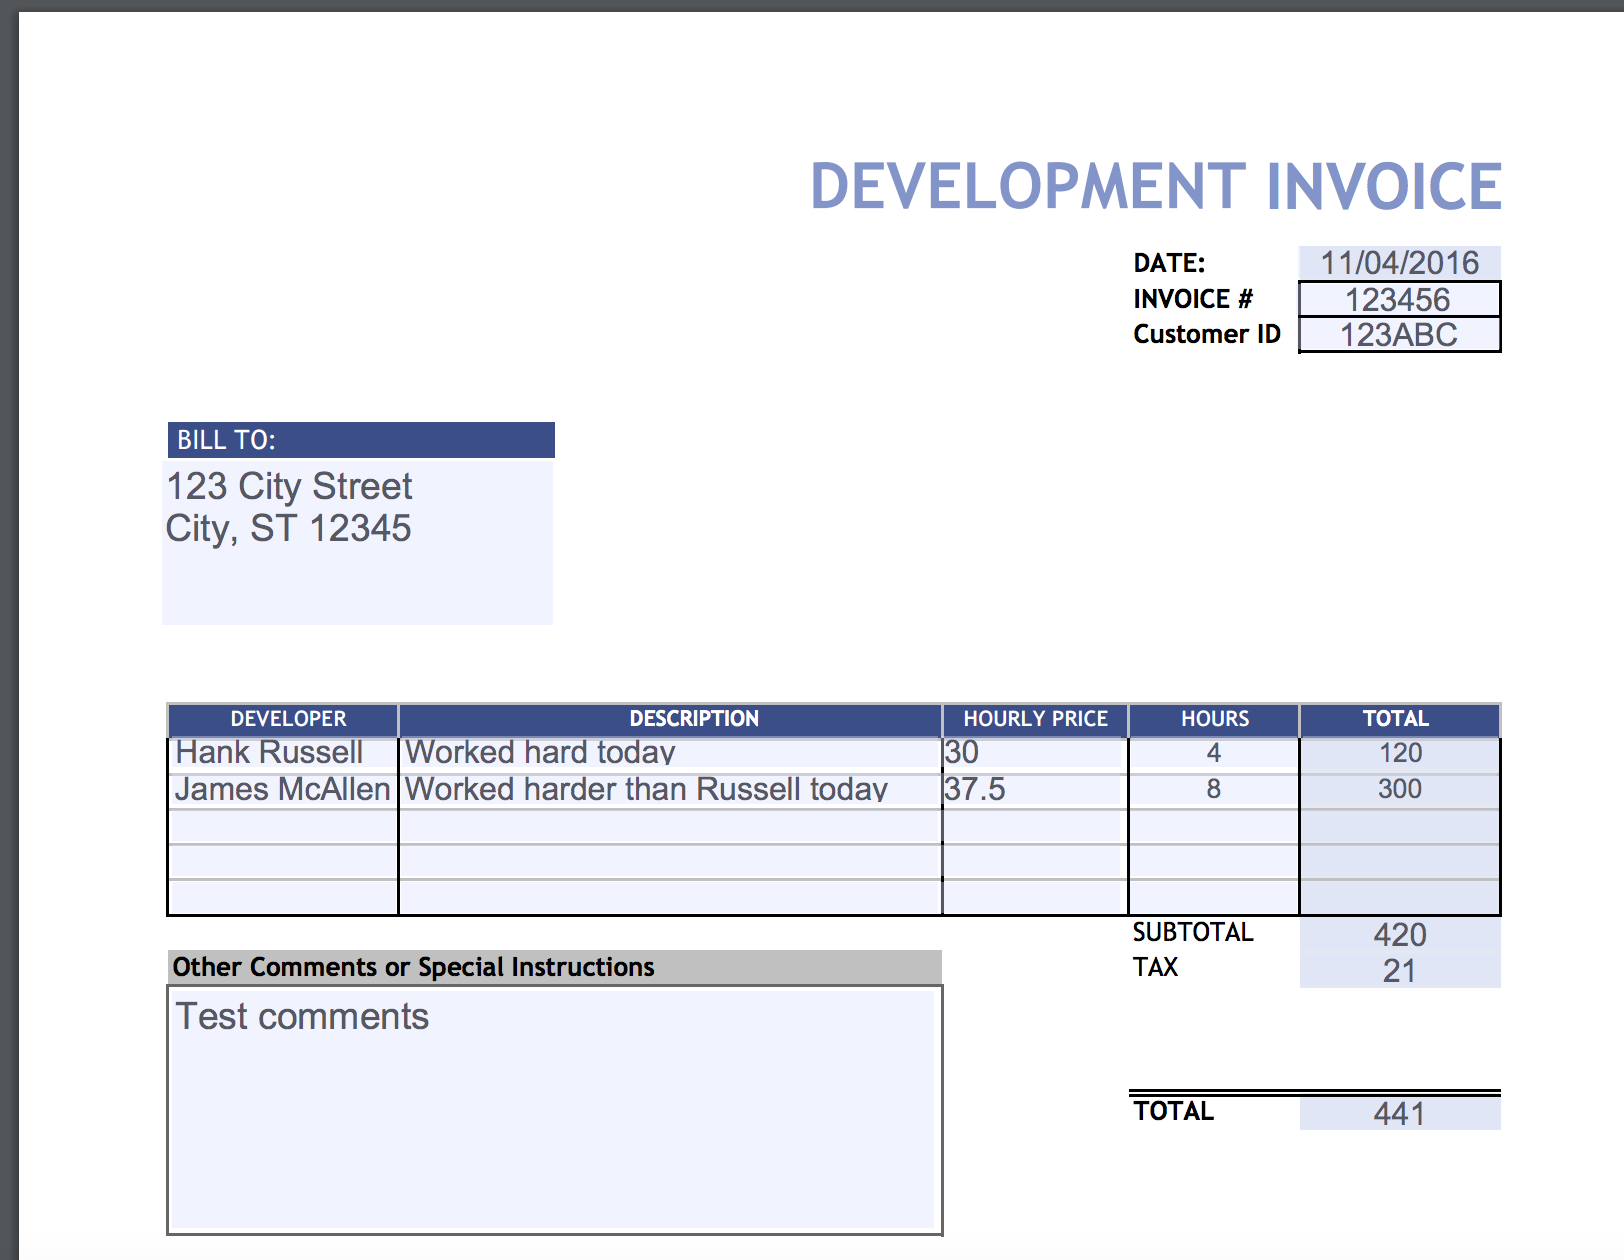 DEVELOPMENT INVOICE
DATE: 11/04/2016
INVOICE # 123456
Customer ID 123ABC
BILL TO:
123 City Street
City, ST 12345
DEVELOPER DESCRIPTION HOURLY PRICE HOURS TOTAL
Hank Russell Worked hard today 30 4 120
James McAllen Worked harder than Russell today 37.5 8 300
SUBTOTAL 420
TAX 21
Other Comments or Special Instructions
Test comments
TOTAL 441